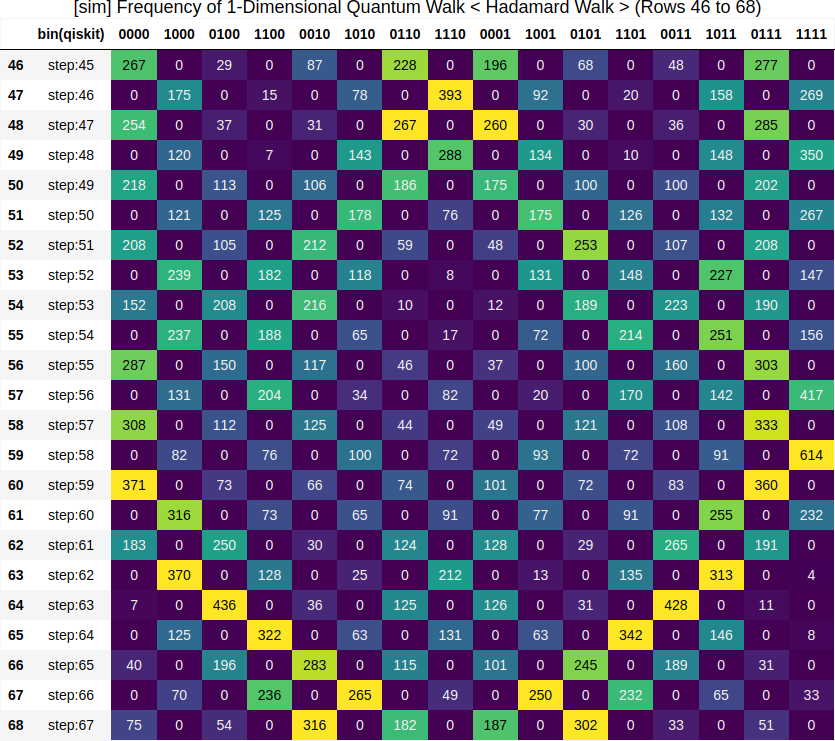 [sim] Frequency of 1-Dimensional Quantum Walk < Hadamard Walk > (Rows 46 to 68)
bin(qiskit) 0000 1000 0100 1100 0010 1010 0110 1110 0001 1001 0101 1101 0011 1011 0111 1111
46 step:45 267 0 29 0 87 0 228 0 196 0 68 0 48 0 277 0
47 step:46 0 175 0 15 0 78 0 393 0 92 0 20 0 158 0 269
48 step:47 254 0 37 0 31 0 267 0 260 0 30 0 36 0 285 0
49 step:48 0 120 0 7 0 143 0 288 0 134 0 10 0 148 0 350
50 step:49 218 0 113 0 106 0 186 0 175 0 100 0 100 0 202 0
51 step:50 0 121 0 125 0 178 0 76 0 175 0 126 0 132 0 267
52 step:51 208 0 105 0 212 0 59 0 48 0 253 0 107 0 208 0
53 step:52 0 239 0 182 0 118 0 8 0 131 0 148 0 227 0 147
54 step:53 152 0 208 0 216 0 10 0 12 0 189 0 223 0 190 0
55 step:54 0 237 0 188 0 65 0 17 0 72 0 214 0 251 0 156
56 step:55 287 0 150 0 117 0 46 0 37 0 100 0 160 0 303 0
57 step:56 0 131 0 204 0 34 0 82 0 20 0 170 0 142 0 417
58 step:57 308 0 112 0 125 0 44 0 49 0 121 0 108 0 333 0
59 step:58 0 82 0 76 0 100 0 72 0 93 0 72 0 91 0 614
60 step:59 371 0 73 0 66 0 74 0 101 0 72 0 83 0 360 0
61 step:60 0 316 0 73 0 65 0 91 0 77 0 91 0 255 0 232
62 step:61 183 0 250 0 30 0 124 0 128 0 29 0 265 0 191 0
63 step:62 0 370 0 128 0 25 0 212 0 13 0 135 0 313 0 4
64 step:63 7 0 436 0 36 0 125 0 126 0 31 0 428 0 11 0
65 step:64 0 125 0 322 0 63 0 131 0 63 0 342 0 146 0 8
66 step:65 40 0 196 0 283 0 115 0 101 0 245 0 189 0 31 0
67 step:66 0 70 0 236 0 265 0 49 0 250 0 232 0 65 0 33
68 step:67 75 0 54 0 316 0 182 0 187 0 302 0 33 0 51 0